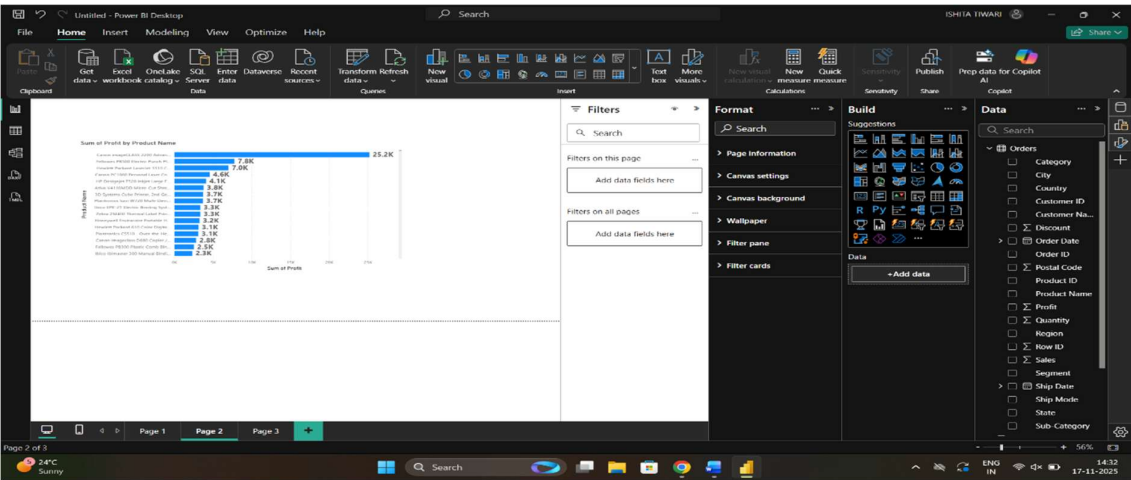 Untitled - Power BI Desktop
Search
ISHITA TIWARI
File Home Insert Modeling View Optimize Help
Share
Paste
Get data
Excel workbook
OneLake catalog
SQL Server
Enter data
Dataverse
Recent sources
Transform data
Refresh
New visual
Text box
More visuals
New visual calculation
New measure
Quick measure
Sensitivity
Publish
Prep data for Copilot AI
Clipboard
Data
Queries
Insert
Calculations
Sensitivity
Share
Copilot
Sum of Profit by Product Name
Product Name
25.2K
7.8K
7.0K
4.6K
4.1K
3.8K
3.7K
3.7K
3.3K
3.3K
3.2K
3.1K
3.1K
2.8K
2.5K
2.3K
Sum of Profit
Filters
Search
Filters on this page
Add data fields here
Filters on all pages
Add data fields here
Format
Search
Page information
Canvas settings
Canvas background
Wallpaper
Filter pane
Filter cards
Build
Suggestions
R Py
Data
+Add data
Data
Search
Orders
Category
City
Country
Customer ID
Customer Na...
Discount
Order Date
Order ID
Postal Code
Product ID
Product Name
Profit
Quantity
Region
Row ID
Sales
Segment
Ship Date
Ship Mode
State
Sub-Category
Page 1
Page 2
Page 3
Page 2 of 3
56%
24°C
Sunny
Search
ENG
IN
14:32
17-11-2025